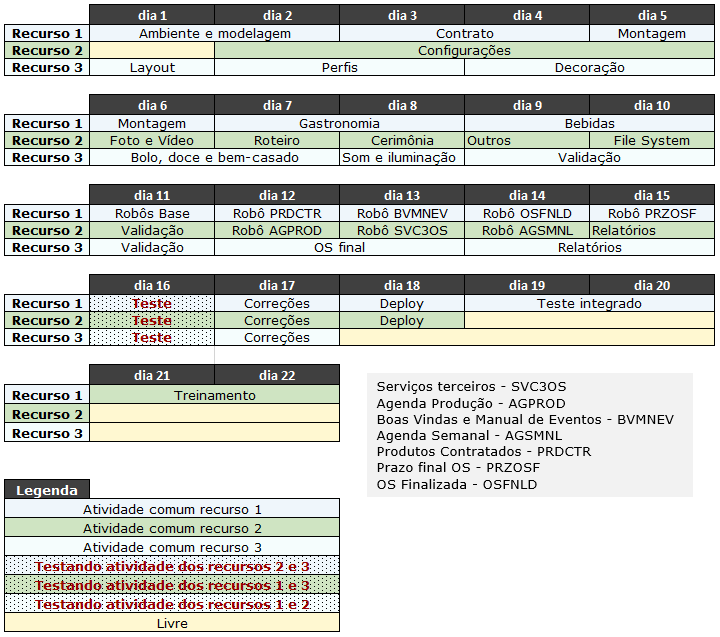 dia 1 dia 2 dia 3 dia 4 dia 5
Recurso 1 Ambiente e modelagem Contrato Montagem
Recurso 2 Configurações
Recurso 3 Layout Perfis Decoração
dia 6 dia 7 dia 8 dia 9 dia 10
Recurso 1 Montagem Gastronomia Bebidas
Recurso 2 Foto e Vídeo Roteiro Cerimônia Outros File System
Recurso 3 Bolo, doce e bem-casado Som e iluminação Validação
dia 11 dia 12 dia 13 dia 14 dia 15
Recurso 1 Robôs Base Robô PRDCTR Robô BVMNEV Robô OSFNLD Robô PRZOSF
Recurso 2 Validação Robô AGPROD Robô SVC3OS Robô AGSMNL Relatórios
Recurso 3 Validação OS final Relatórios
dia 16 dia 17 dia 18 dia 19 dia 20
Recurso 1 Teste Correções Deploy Teste integrado
Recurso 2 Teste Correções Deploy
Recurso 3 Teste Correções
dia 21 dia 22
Recurso 1 Treinamento
Recurso 2
Recurso 3
Serviços terceiros - SVC3OS
Agenda Produção - AGPROD
Boas Vindas e Manual de Eventos - BVMNEV
Agenda Semanal - AGSMNL
Produtos Contratados - PRDCTR
Prazo final OS - PRZOSF
OS Finalizada - OSFNLD
Legenda
Atividade comum recurso 1
Atividade comum recurso 2
Atividade comum recurso 3
Testando atividade dos recursos 2 e 3
Testando atividade dos recursos 1 e 3
Testando atividade dos recursos 1 e 2
Livre